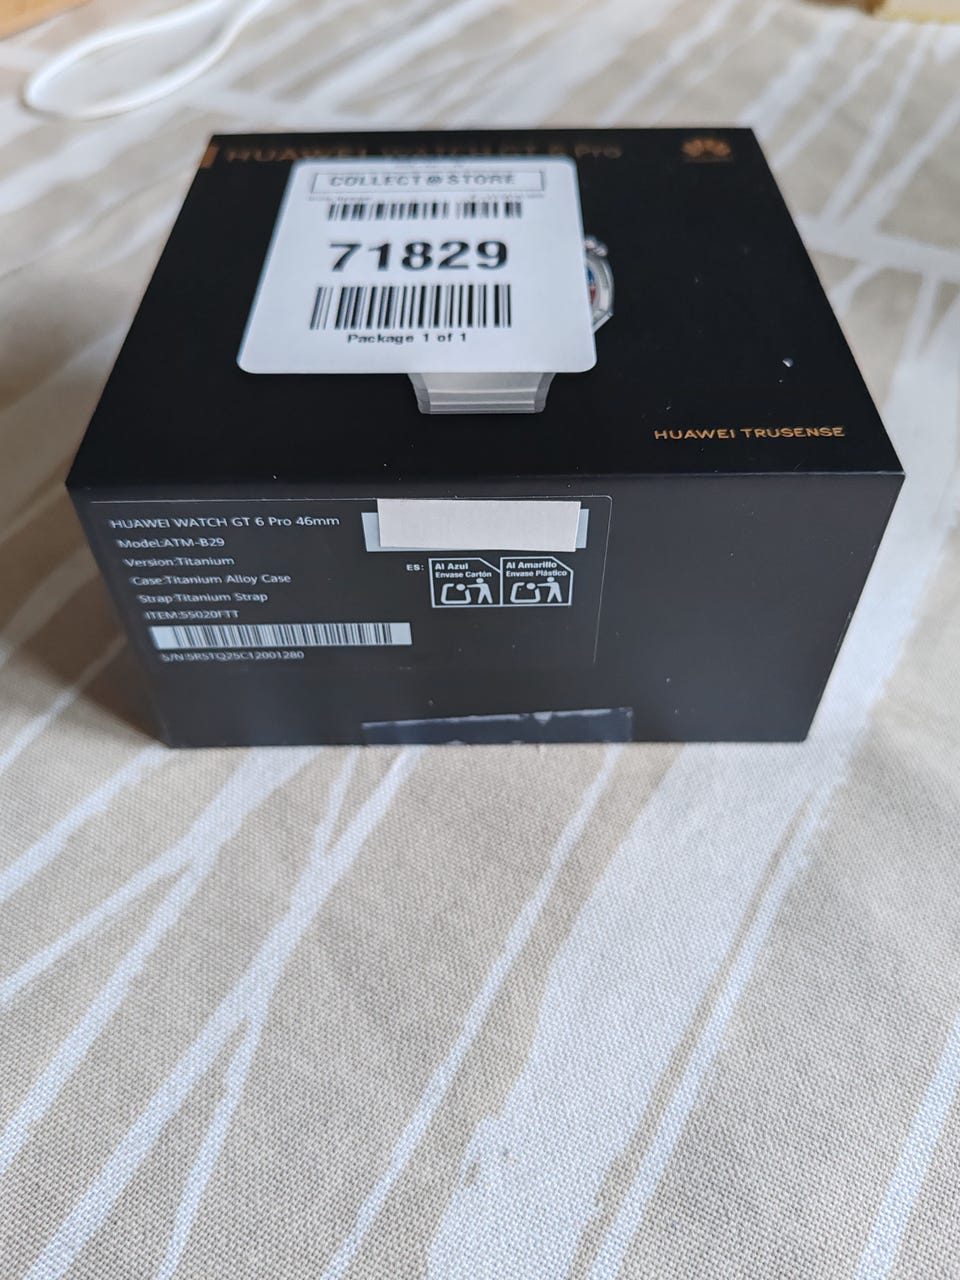 HUAWEI WATCH GT 6 Pro
COLLECT@STORE
71829
Package 1 of 1
HUAWEI TRUSENSE
HUAWEI WATCH GT 6 Pro 46mm
Model:ATM-B29
Version:Titanium
Case:Titanium Alloy Case
Strap:Titanium Strap
ITEM:55020FTT
S/N:5RSTQ25C12001280
ES:
Al Azul
Envase Cartón
Al Amarillo
Envase Plástico